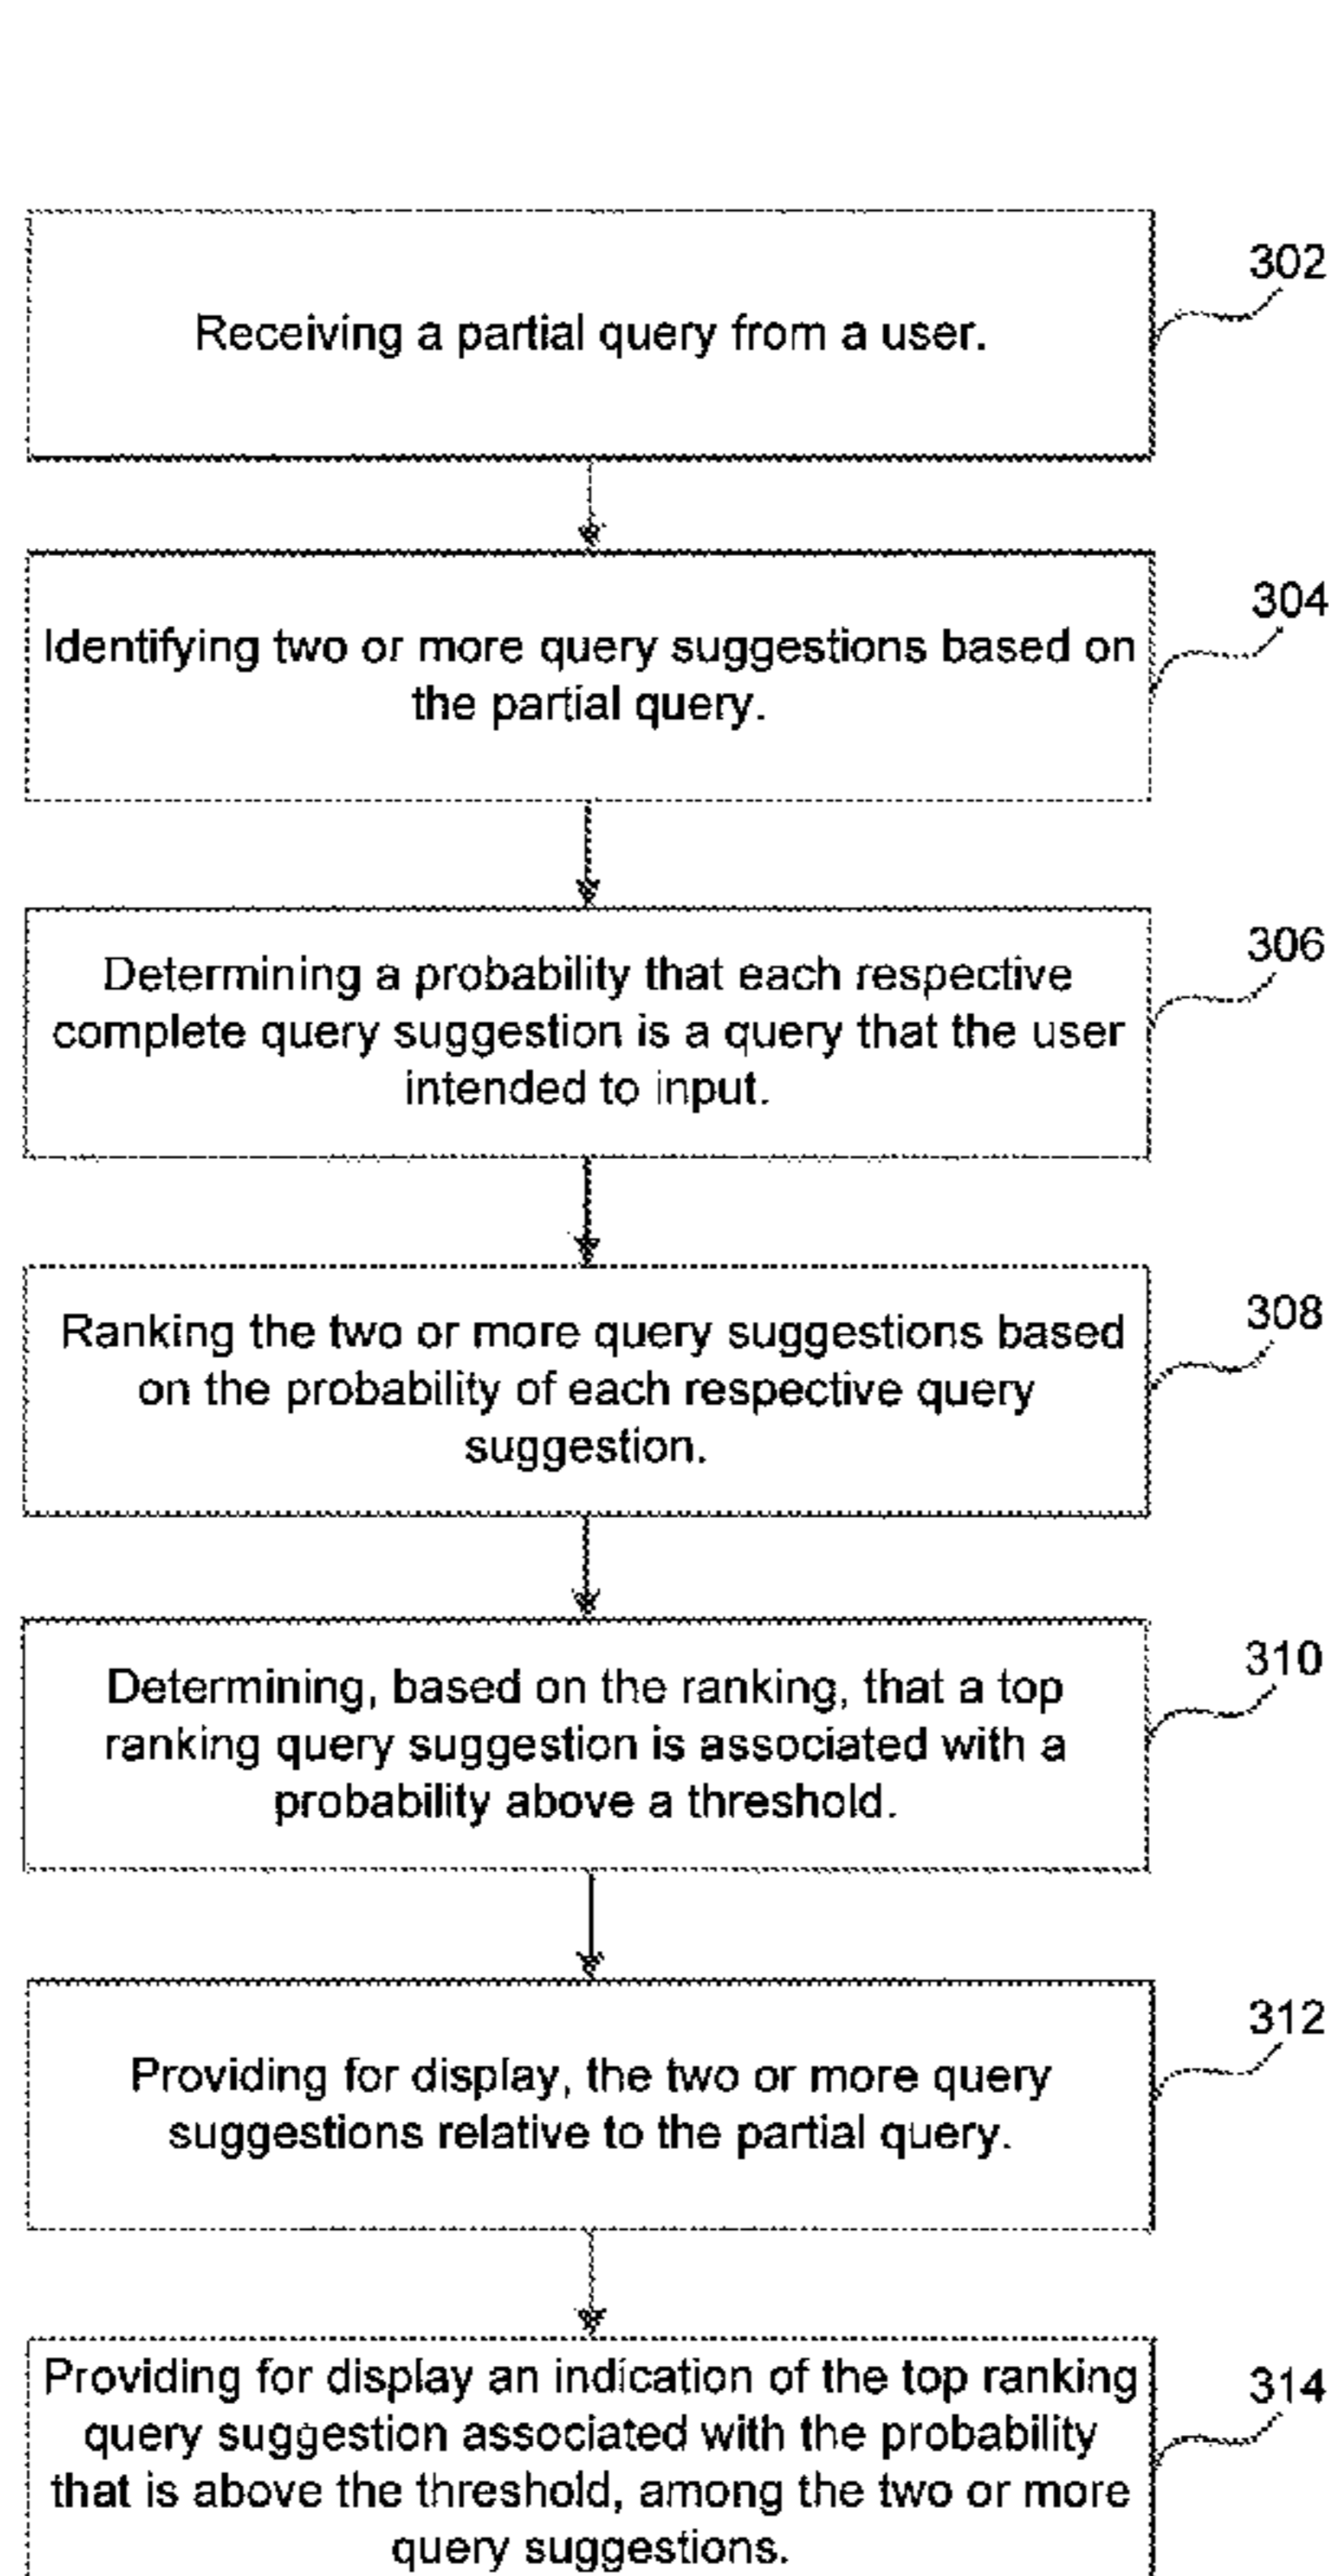 302
Receiving a partial query from a user.
304
Identifying two or more query suggestions based on
the partial query.
306
Determining a probability that each respective
complete query suggestion is a query that the user
intended to input.
308
Ranking the two or more query suggestions based
on the probability of each respective query
suggestion.
310
Determining, based on the ranking, that a top
ranking query suggestion is associated with a
probability above a threshold.
312
Providing for display, the two or more query
suggestions relative to the partial query.
314
Providing for display an indication of the top ranking
query suggestion associated with the probability
that is above the threshold, among the two or more
query suggestions.